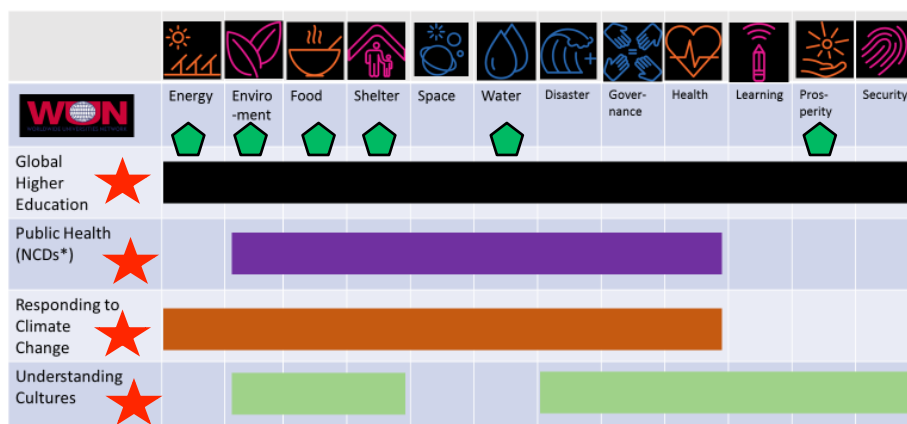 Energy
Enviro
-ment
Food
Shelter
Space
Water
Disaster
Gover-
nance
Health
Learning
Pros-
perity
Security
WUN
WORLDWIDE UNIVERSITIES NETWORK
Global
Higher
Education
Public Health
(NCDs*)
Responding to
Climate
Change
Understanding
Cultures